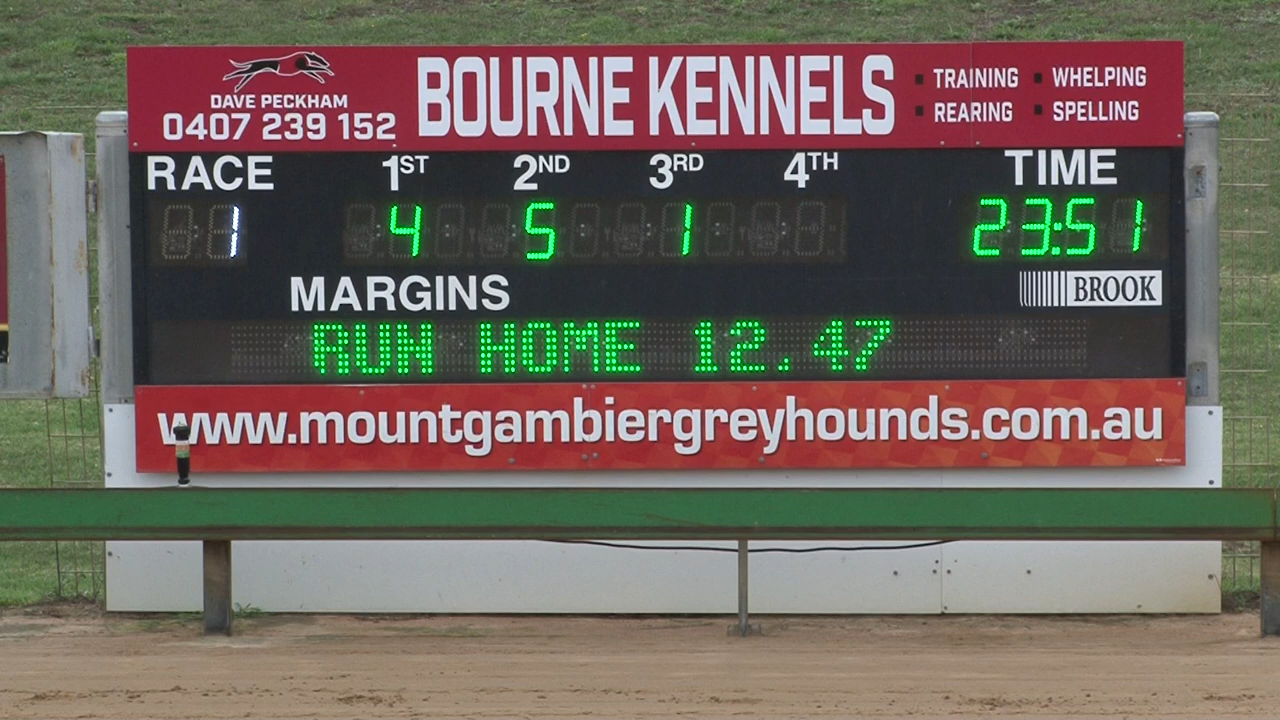 DAVE PECKHAM
0407 239 152
BOURNE KENNELS
▪ TRAINING ▪ WHELPING
▪ REARING ▪ SPELLING
RACE 1ST 2ND 3RD 4TH TIME
1 4 5 1 23:51
MARGINS
BROOK
RUN HOME 12.47
www.mountgambiergreyhounds.com.au